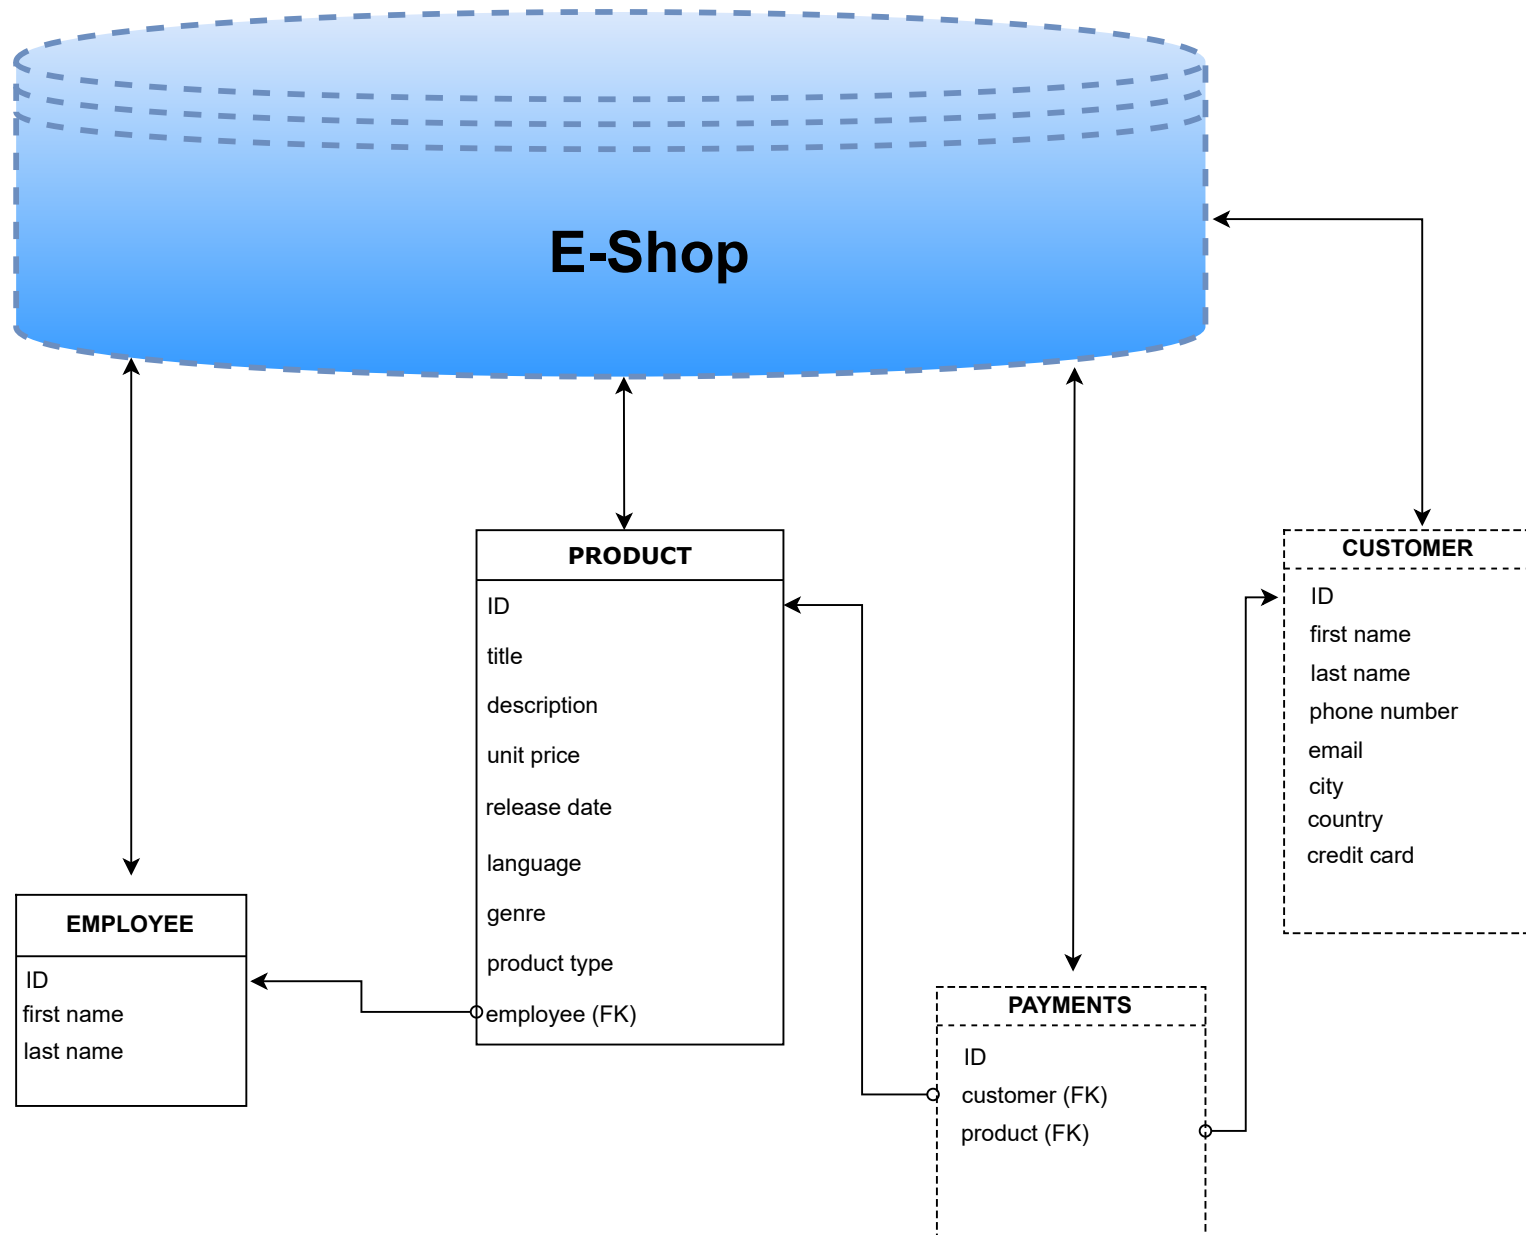 E-Shop
PRODUCT
ID
title
description
unit price
release date
language
genre
product type
employee (FK)
CUSTOMER
ID
first name
last name
phone number
email
city
country
credit card
EMPLOYEE
ID
first name
last name
PAYMENTS
ID
customer (FK)
product (FK)